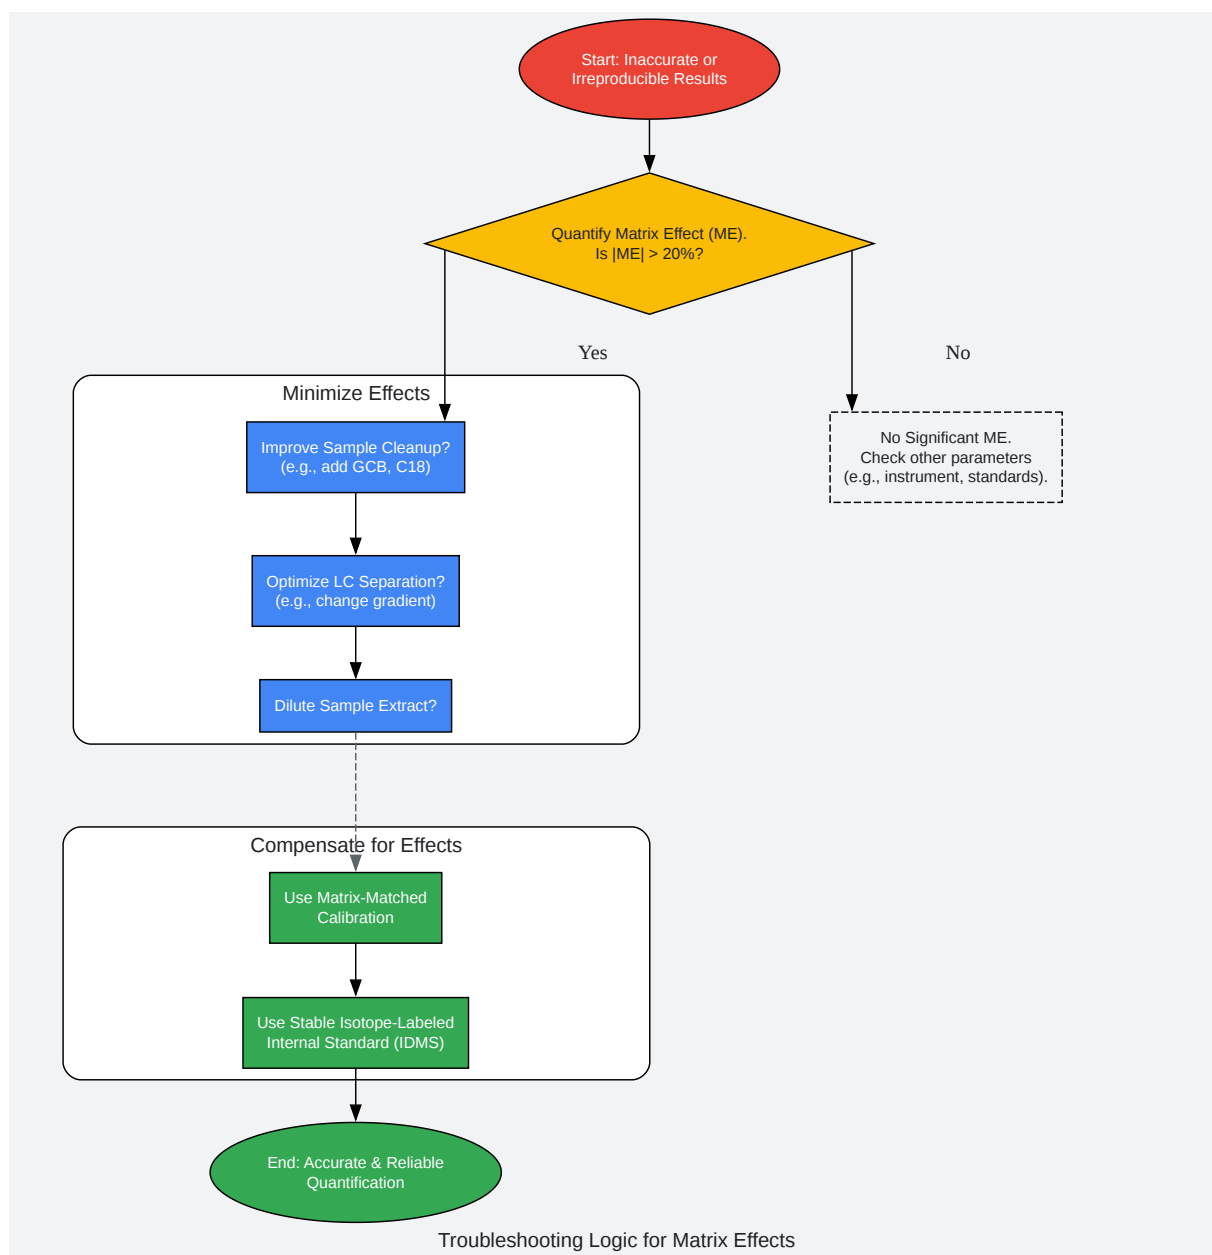 Start: Inaccurate or
Irreproducible Results
Quantify Matrix Effect (ME).
Is |ME| > 20%?
Yes
No
Minimize Effects
Improve Sample Cleanup?
(e.g., add GCB, C18)
No Significant ME.
Check other parameters
(e.g., instrument, standards).
Optimize LC Separation?
(e.g., change gradient)
Dilute Sample Extract?
Compensate for Effects
Use Matrix-Matched
Calibration
Use Stable Isotope-Labeled
Internal Standard (IDMS)
End: Accurate & Reliable
Quantification
Troubleshooting Logic for Matrix Effects